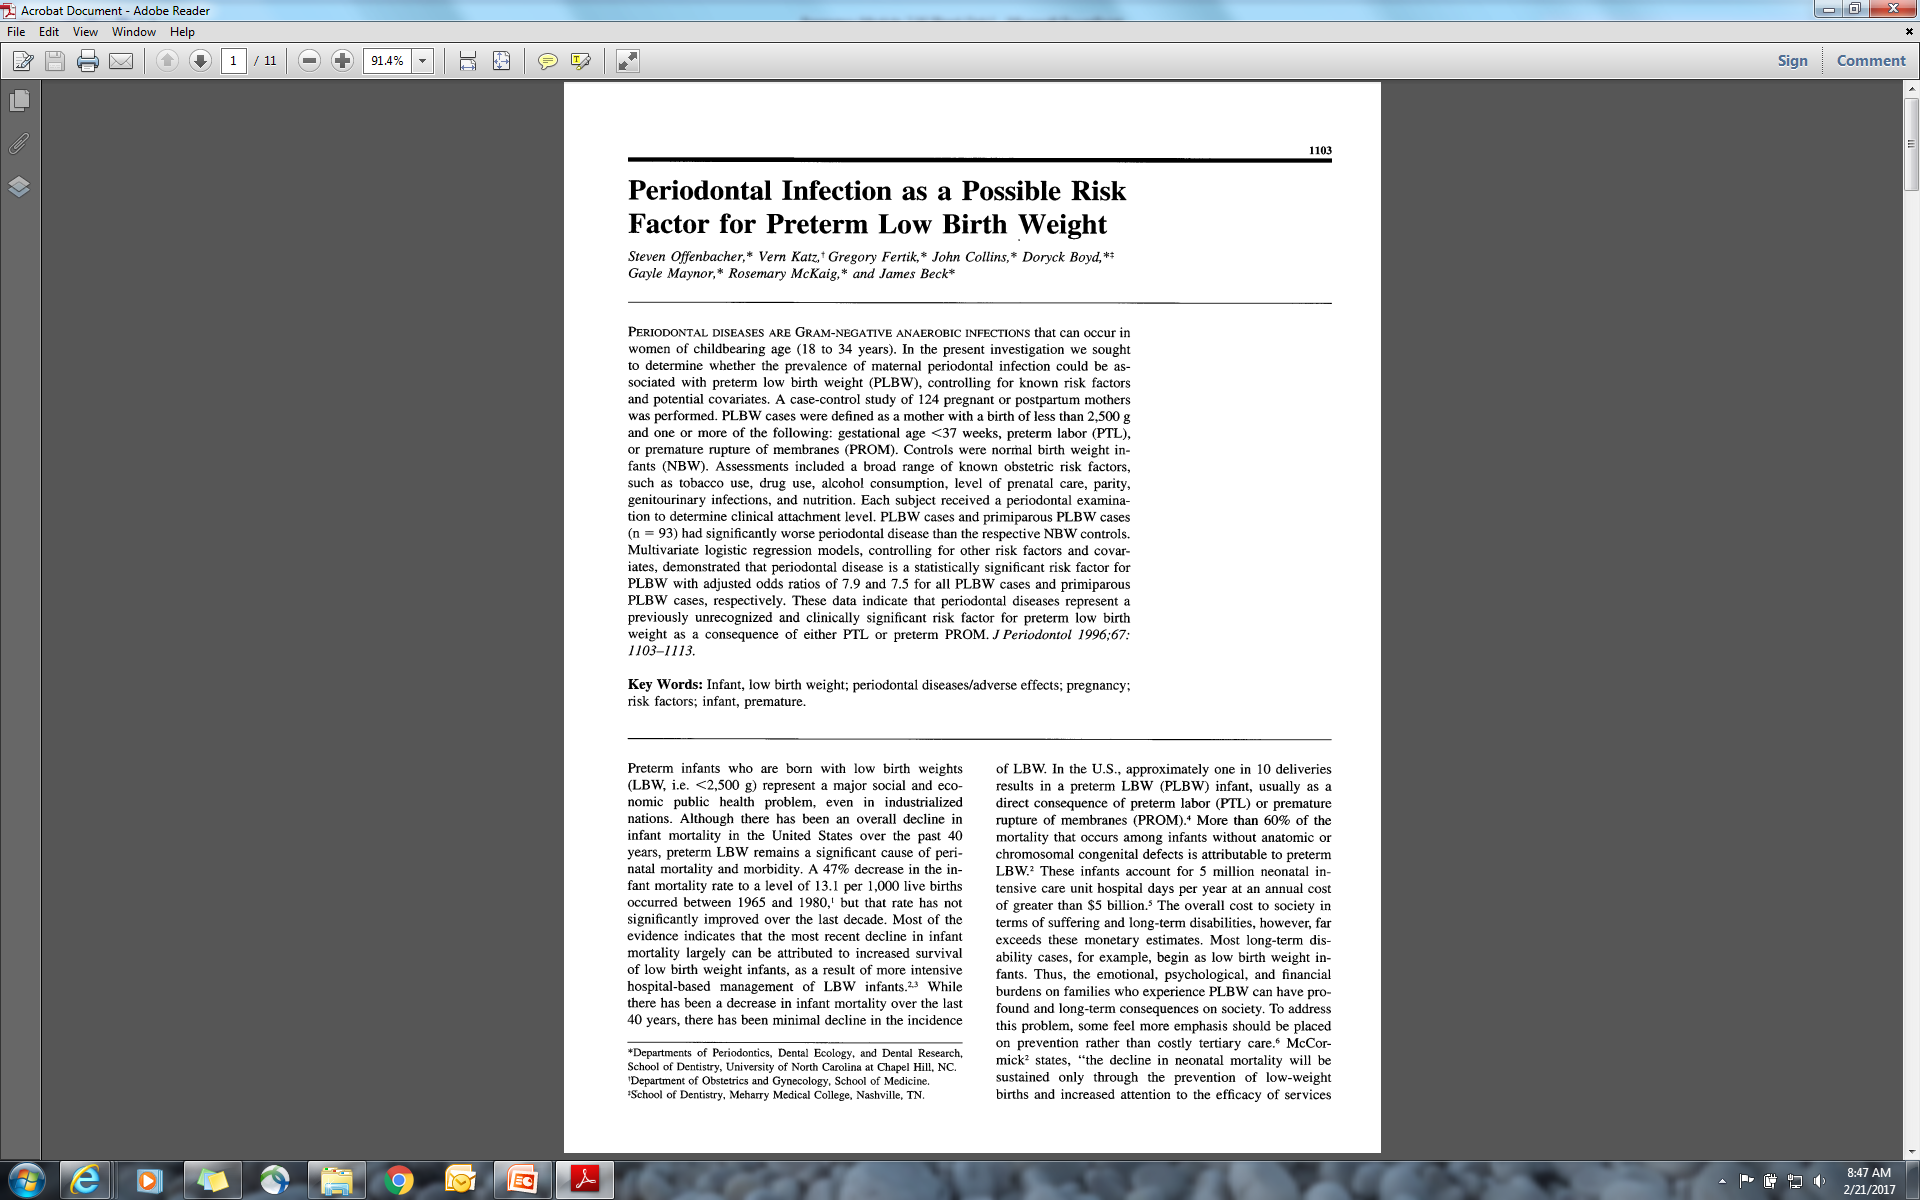 Acrobat Document - Adobe Reader
File Edit View Window Help
1 / 11 91.4% Sign Comment
1103
Periodontal Infection as a Possible Risk
Factor for Preterm Low Birth Weight
Steven Offenbacher,* Vern Katz,† Gregory Fertik,* John Collins,* Doryck Boyd,*‡
Gayle Maynor,* Rosemary McKaig,* and James Beck*
PERIODONTAL DISEASES ARE GRAM-NEGATIVE ANAEROBIC INFECTIONS that can occur in
women of childbearing age (18 to 34 years). In the present investigation we sought
to determine whether the prevalence of maternal periodontal infection could be as-
sociated with preterm low birth weight (PLBW), controlling for known risk factors
and potential covariates. A case-control study of 124 pregnant or postpartum mothers
was performed. PLBW cases were defined as a mother with a birth of less than 2,500 g
and one or more of the following: gestational age <37 weeks, preterm labor (PTL),
or premature rupture of membranes (PROM). Controls were normal birth weight in-
fants (NBW). Assessments included a broad range of known obstetric risk factors,
such as tobacco use, drug use, alcohol consumption, level of prenatal care, parity,
genitourinary infections, and nutrition. Each subject received a periodontal examina-
tion to determine clinical attachment level. PLBW cases and primiparous PLBW cases
(n = 93) had significantly worse periodontal disease than the respective NBW controls.
Multivariate logistic regression models, controlling for other risk factors and covar-
iates, demonstrated that periodontal disease is a statistically significant risk factor for
PLBW with adjusted odds ratios of 7.9 and 7.5 for all PLBW cases and primiparous
PLBW cases, respectively. These data indicate that periodontal diseases represent a
previously unrecognized and clinically significant risk factor for preterm low birth
weight as a consequence of either PTL or preterm PROM. J Periodontol 1996;67:
1103–1113.
Key Words: Infant, low birth weight; periodontal diseases/adverse effects; pregnancy;
risk factors; infant, premature.
Preterm infants who are born with low birth weights
(LBW, i.e. <2,500 g) represent a major social and eco-
nomic public health problem, even in industrialized
nations. Although there has been an overall decline in
infant mortality in the United States over the past 40
years, preterm LBW remains a significant cause of peri-
natal mortality and morbidity. A 47% decrease in the in-
fant mortality rate to a level of 13.1 per 1,000 live births
occurred between 1965 and 1980,¹ but that rate has not
significantly improved over the last decade. Most of the
evidence indicates that the most recent decline in infant
mortality largely can be attributed to increased survival
of low birth weight infants, as a result of more intensive
hospital-based management of LBW infants.²,³ While
there has been a decrease in infant mortality over the last
40 years, there has been minimal decline in the incidence
*Departments of Periodontics, Dental Ecology, and Dental Research,
School of Dentistry, University of North Carolina at Chapel Hill, NC.
†Department of Obstetrics and Gynecology, School of Medicine.
‡School of Dentistry, Meharry Medical College, Nashville, TN.
of LBW. In the U.S., approximately one in 10 deliveries
results in a preterm LBW (PLBW) infant, usually as a
direct consequence of preterm labor (PTL) or premature
rupture of membranes (PROM).⁴ More than 60% of the
mortality that occurs among infants without anatomic or
chromosomal congenital defects is attributable to preterm
LBW.² These infants account for 5 million neonatal in-
tensive care unit hospital days per year at an annual cost
of greater than $5 billion.⁵ The overall cost to society in
terms of suffering and long-term disabilities, however, far
exceeds these monetary estimates. Most long-term dis-
ability cases, for example, begin as low birth weight in-
fants. Thus, the emotional, psychological, and financial
burdens on families who experience PLBW can have pro-
found and long-term consequences on society. To address
this problem, some feel more emphasis should be placed
on prevention rather than costly tertiary care.⁶ McCor-
mick² states, “the decline in neonatal mortality will be
sustained only through the prevention of low-weight
births and increased attention to the efficacy of services
8:47 AM
2/21/2017